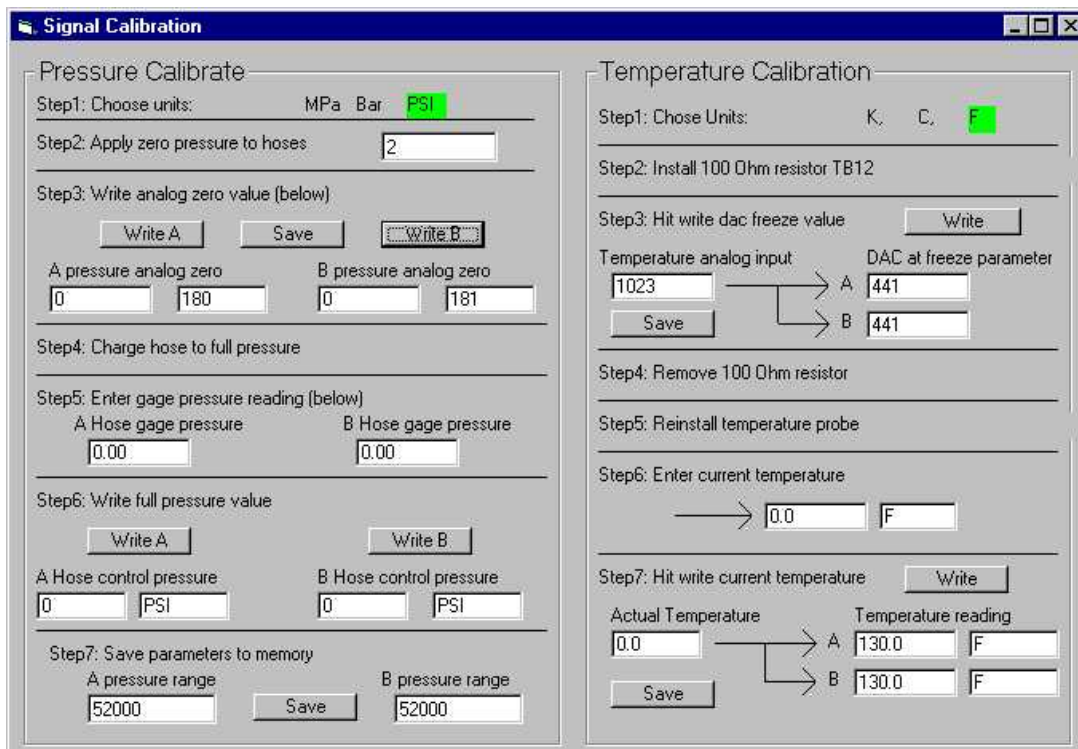 Signal Calibration
Pressure Calibrate
Step1: Choose units: MPa Bar PSI
Step2: Apply zero pressure to hoses 2
Step3: Write analog zero value (below)
Write A Save Write B
A pressure analog zero B pressure analog zero
0 180 0 181
Step4: Charge hose to full pressure
Step5: Enter gage pressure reading (below)
A Hose gage pressure B Hose gage pressure
0.00 0.00
Step6: Write full pressure value
Write A Write B
A Hose control pressure B Hose control pressure
0 PSI 0 PSI
Step7: Save parameters to memory
A pressure range B pressure range
52000 Save 52000
Temperature Calibration
Step1: Chose Units: K, C, F
Step2: Install 100 Ohm resistor TB12
Step3: Hit write dac freeze value Write
Temperature analog input DAC at freeze parameter
1023 A 441
Save B 441
Step4: Remove 100 Ohm resistor
Step5: Reinstall temperature probe
Step6: Enter current temperature
0.0 F
Step7: Hit write current temperature Write
Actual Temperature Temperature reading
0.0 A 130.0 F
Save B 130.0 F